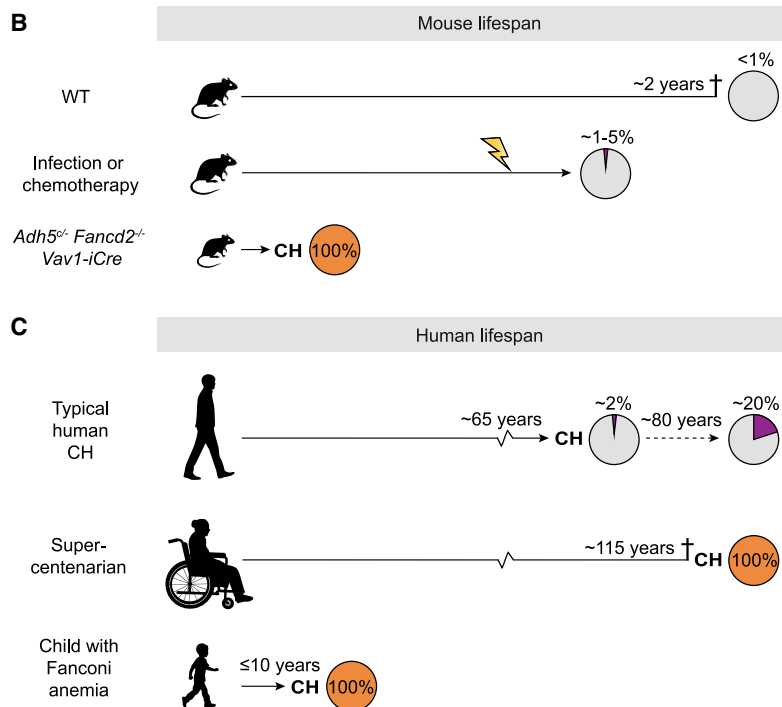 B
Mouse lifespan
<1%
WT
~2 years †
~1-5%
Infection or
chemotherapy
Adh5c/- Fancd2-/-
Vav1-iCre
CH 100%
C
Human lifespan
Typical
human
CH
~65 years
CH
~2%
~80 years
~20%
Super-
centenarian
~115 years † CH 100%
Child with
Fanconi
anemia
≤10 years
CH 100%